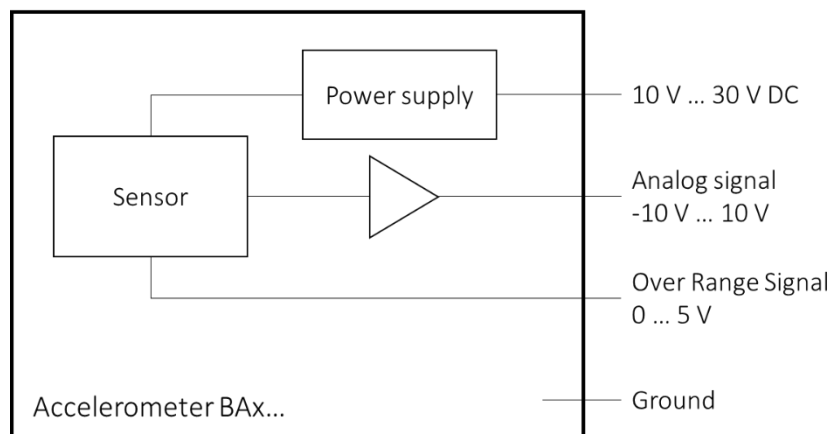 Power supply
10 V ... 30 V DC
Sensor
Analog signal
-10 V ... 10 V
Over Range Signal
0 ... 5 V
Accelerometer BAx...
Ground